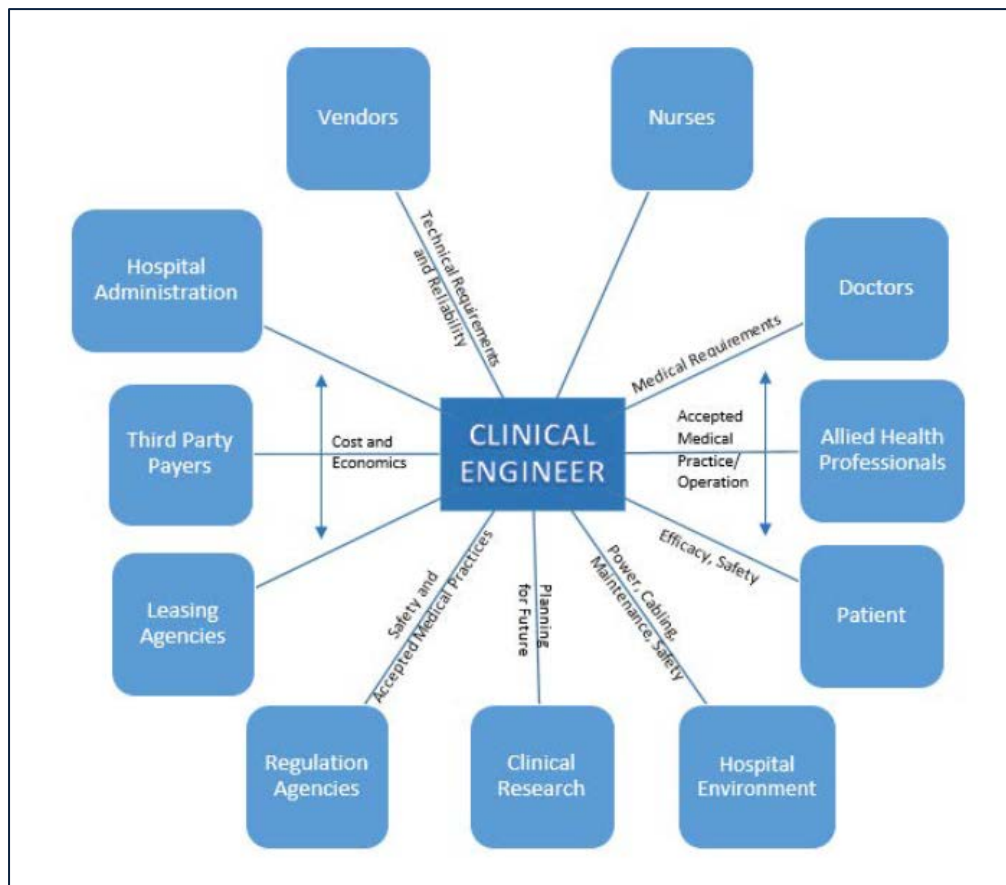 Vendors
Nurses
Technical Requirements
and Reliability
Hospital
Administration
Doctors
Medical Requirements
Third Party
Payers
Cost and
Economics
CLINICAL
ENGINEER
Accepted
Medical
Practice/
Operation
Allied Health
Professionals
Leasing
Agencies
Safety and
Accepted Medical Practices
Planning
for Future
Power, Cabling,
Maintenance, Safety
Efficacy, Safety
Patient
Regulation
Agencies
Clinical
Research
Hospital
Environment